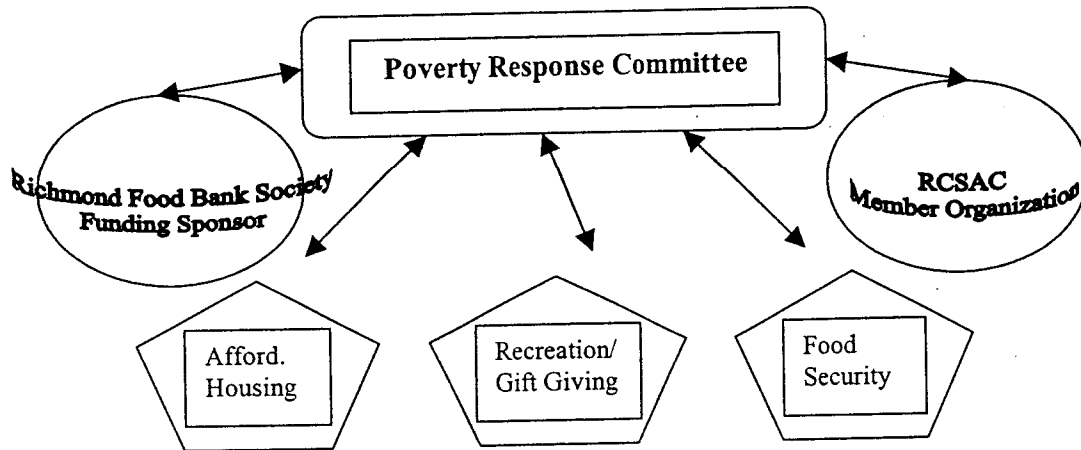 Poverty Response Committee
Richmond Food Bank Society
Funding Sponsor
RCSAC
Member Organization
Afford.
Housing
Recreation/
Gift Giving
Food
Security